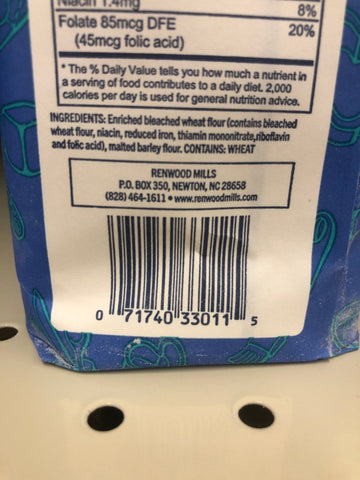 Niacin 1.4mg 8%
Folate 85mcg DFE 20%
(45mcg folic acid)
* The % Daily Value tells you how much a nutrient in
a serving of food contributes to a daily diet. 2,000
calories per day is used for general nutrition advice.
INGREDIENTS: Enriched bleached wheat flour (contains bleached
wheat flour, niacin, reduced iron, thiamin mononitrate,riboflavin
and folic acid), malted barley flour. CONTAINS: WHEAT
RENWOOD MILLS
P.O. BOX 350, NEWTON, NC 28658
(828) 464-1611 • www.renwoodmills.com
0 71740 33011 5